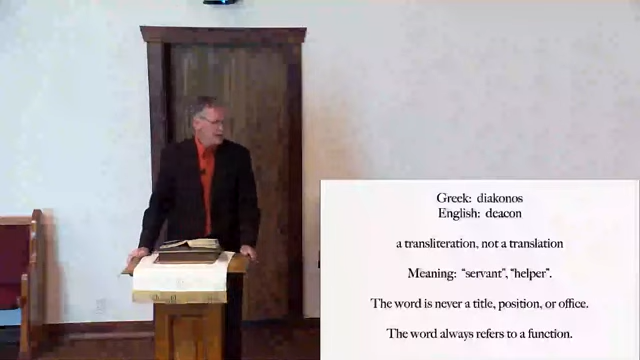 Greek: diakonos
English: deacon
a transliteration, not a translation
Meaning: "servant", "helper".
The word is never a title, position, or office.
The word always refers to a function.